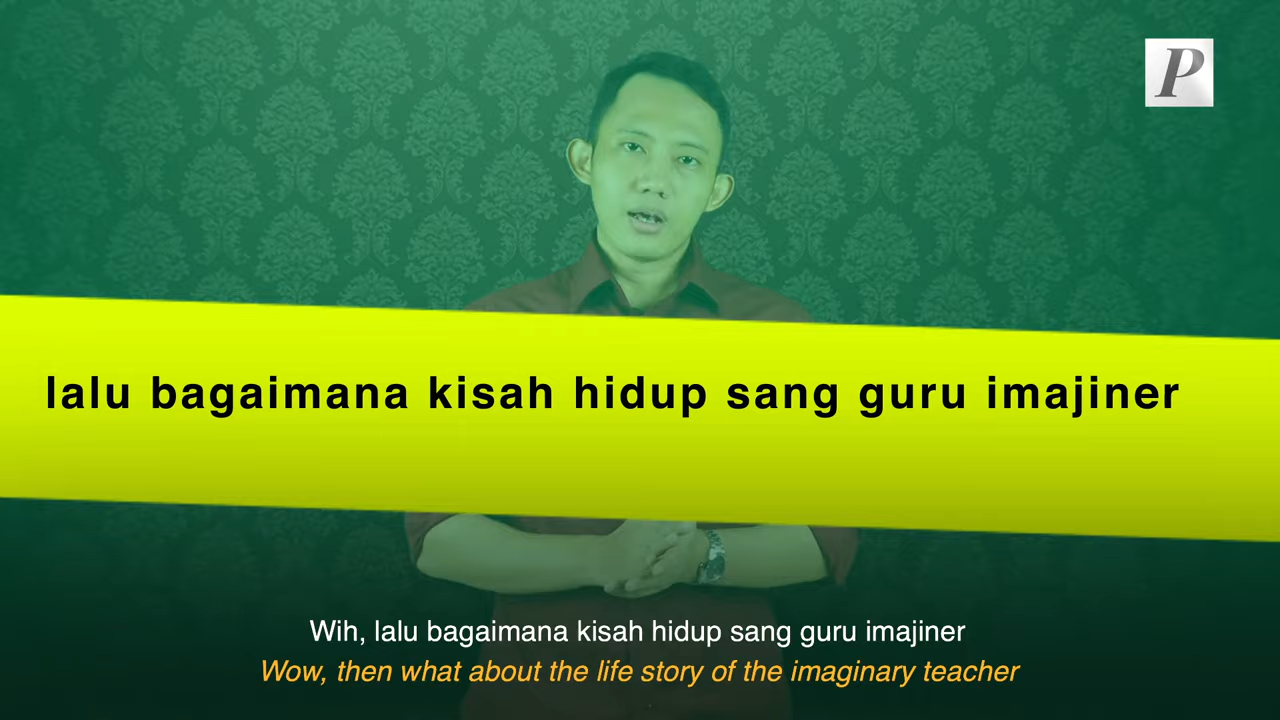 P
lalu bagaimana kisah hidup sang guru imajiner
Wih, lalu bagaimana kisah hidup sang guru imajiner
Wow, then what about the life story of the imaginary teacher